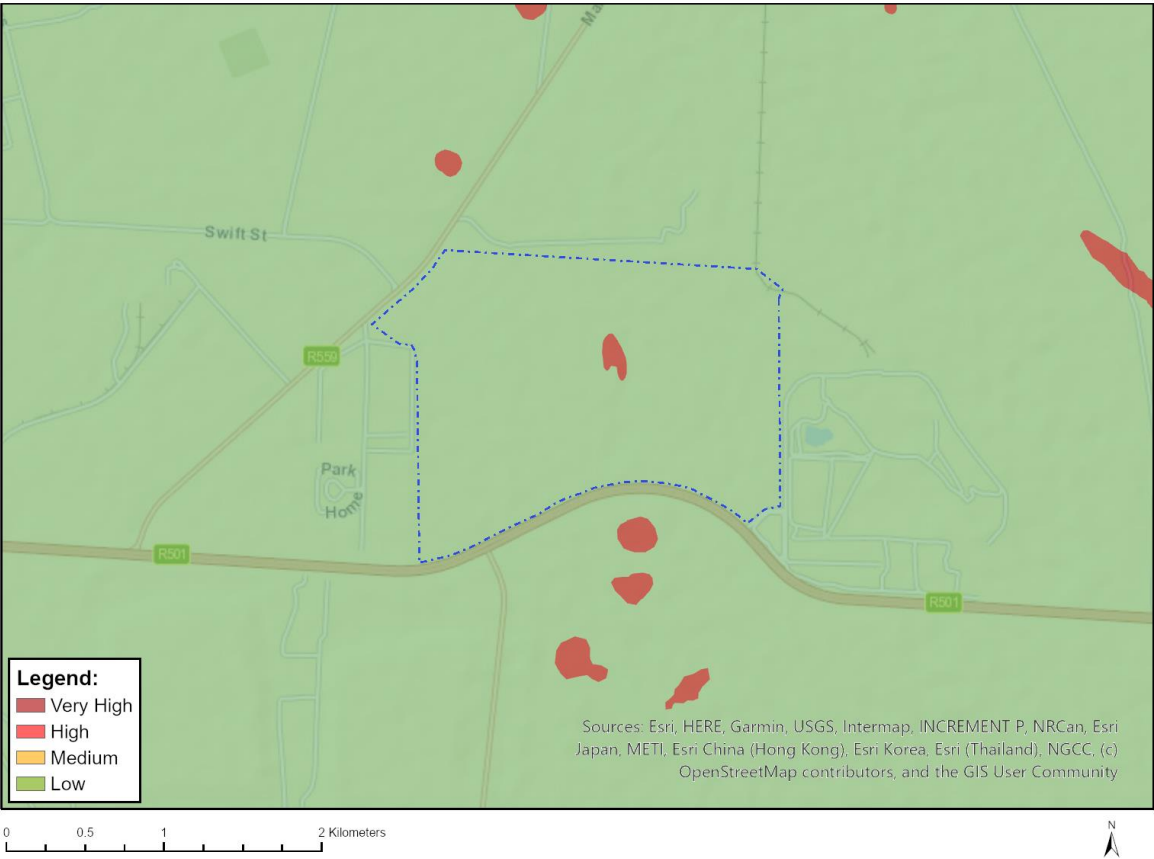 Ma
Swift St
R559
Park
Home
R501
R501
Legend:
Very High
High
Medium
Low
Sources: Esri, HERE, Garmin, USGS, Intermap, INCREMENT P, NRCan, Esri
Japan, METI, Esri China (Hong Kong), Esri Korea, Esri (Thailand), NGCC, (c)
OpenStreetMap contributors, and the GIS User Community
0 0.5 1 2 Kilometers
N